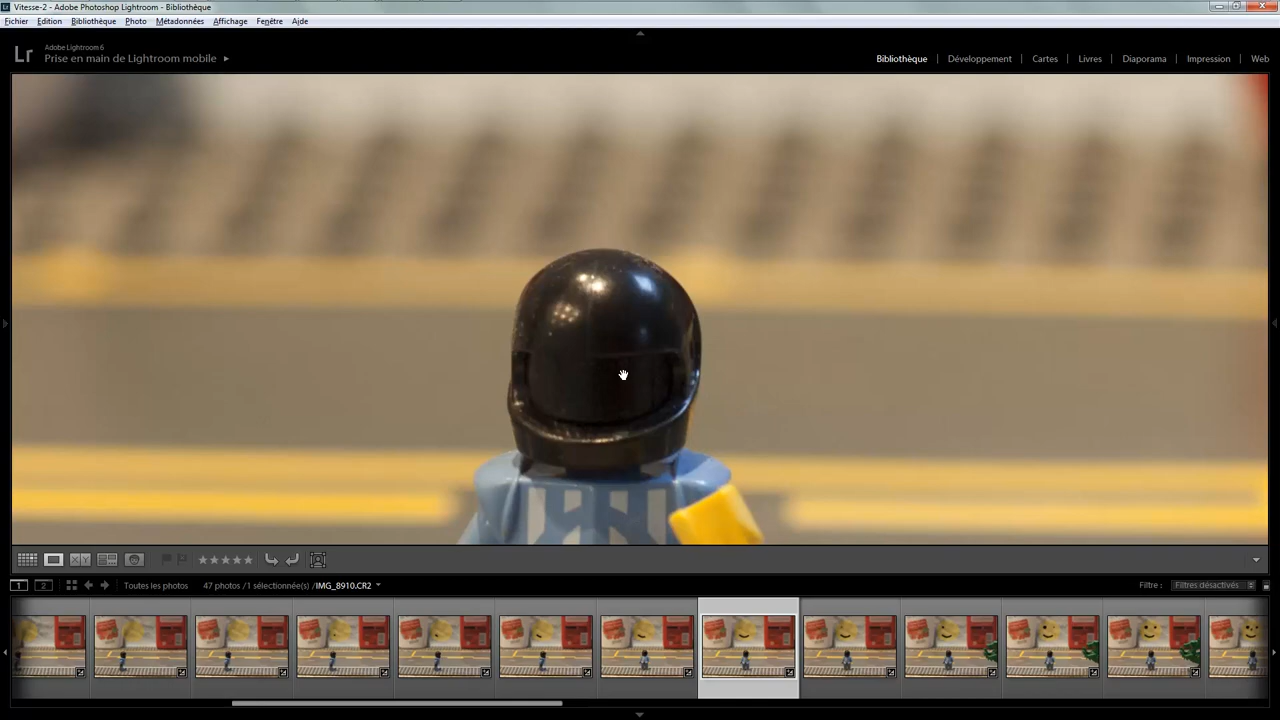 Vitesse-2 - Adobe Photoshop Lightroom - Bibliothèque
Fichier Edition Bibliothèque Photo Métadonnées Affichage Fenêtre Aide
Lr
Adobe Lightroom 6
Prise en main de Lightroom mobile
Bibliothèque | Développement | Cartes | Livres | Diaporama | Impression | Web
XY
1 2 Toutes les photos 47 photos /1 sélectionnée(s) /IMG_8910.CR2 Filtre : Filtres désactivés